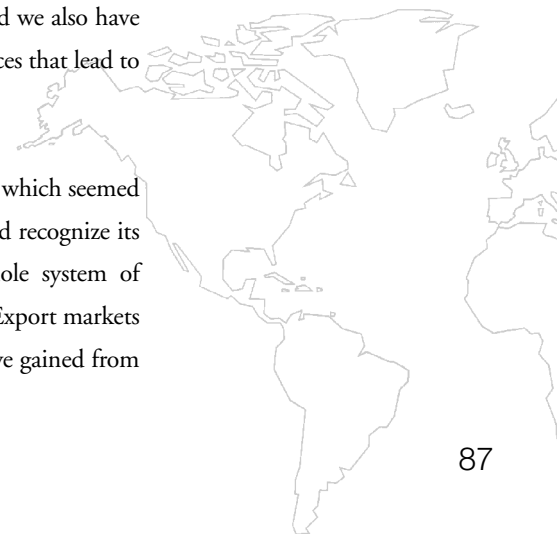 d we also have
ces that lead to
which seemed
d recognize its
ole system of
Export markets
ve gained from
87